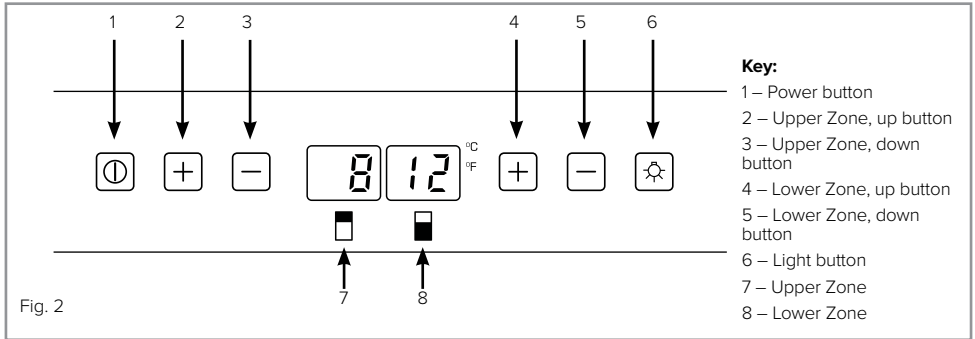 1 2 3 4 5 6
8 12 °C
°F
7 8
Fig. 2
Key:
1 – Power button
2 – Upper Zone, up button
3 – Upper Zone, down
button
4 – Lower Zone, up button
5 – Lower Zone, down
button
6 – Light button
7 – Upper Zone
8 – Lower Zone